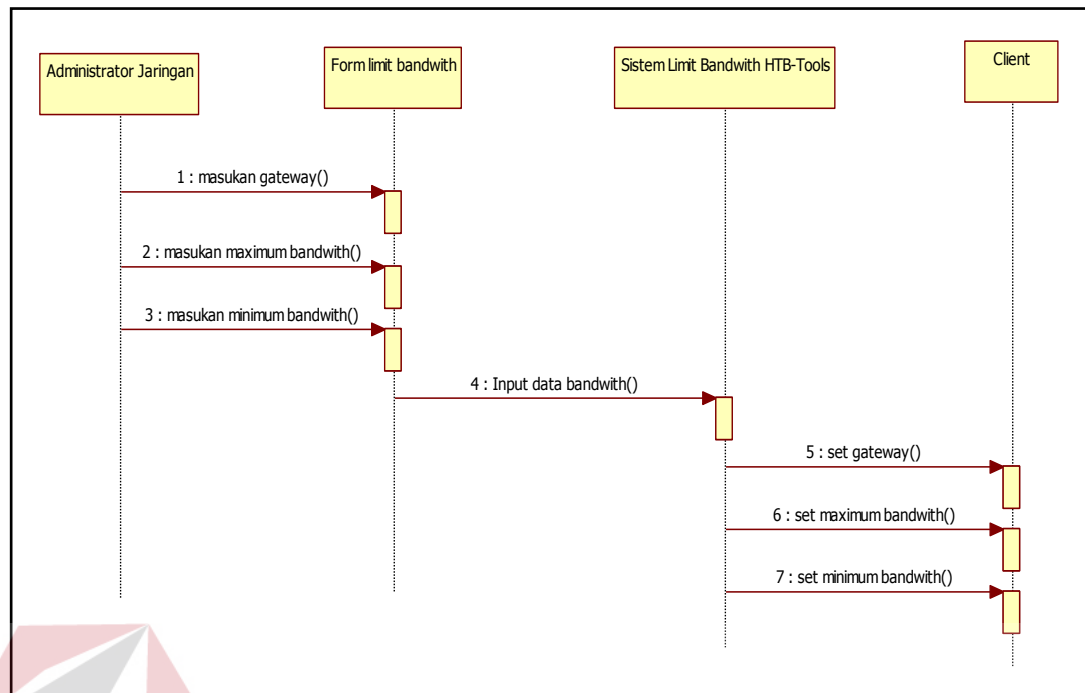 Administrator Jaringan
Form limit bandwith
Sistem Limit Bandwith HTB-Tools
Client
1 : masukan gateway()
2 : masukan maximum bandwith()
3 : masukan minimum bandwith()
4 : Input data bandwith()
5 : set gateway()
6 : set maximum bandwith()
7 : set minimum bandwith()